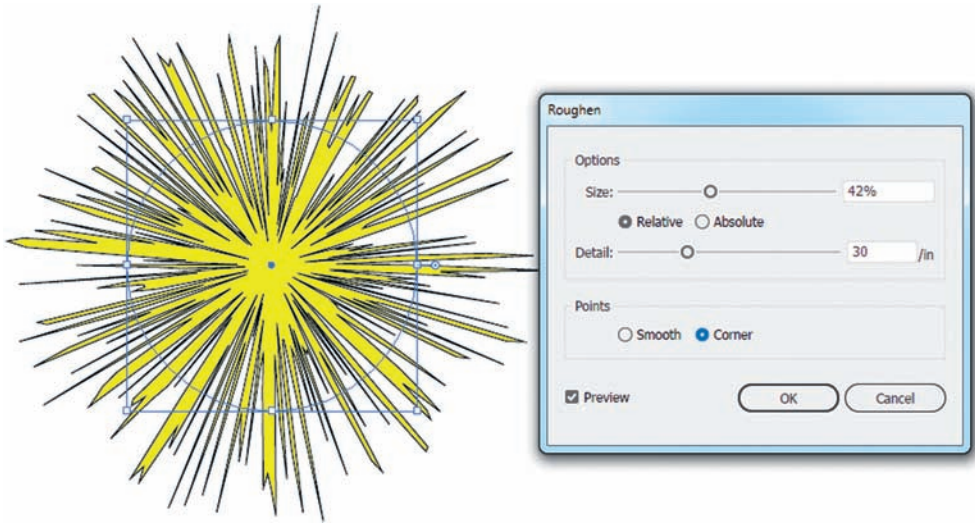 Roughen
Options
Size: 42%
Relative Absolute
Detail: 30 /in
Points
Smooth Corner
Preview OK Cancel